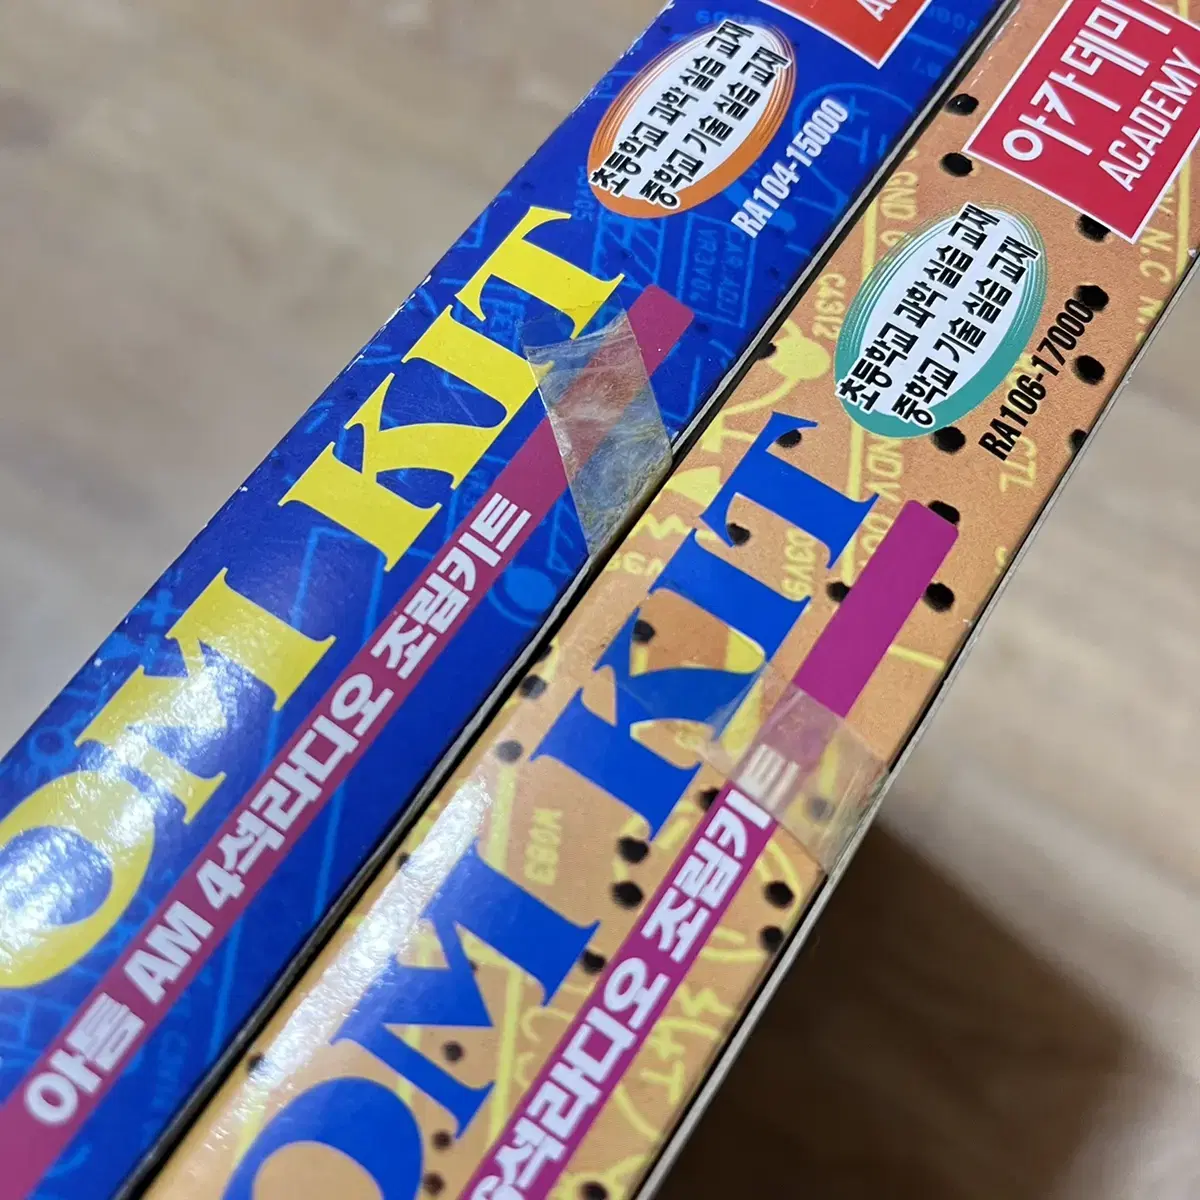 초등학교 과학 실습 교재
중학교 기술 실습 교재
RA104-15000
OM KIT
아톰 AM 4석라디오 조립키트
아카데미
ACADEMY
초등학교 과학 실습 교재
중학교 기술 실습 교재
RA106-17000
OM KIT
6석라디오 조립키트